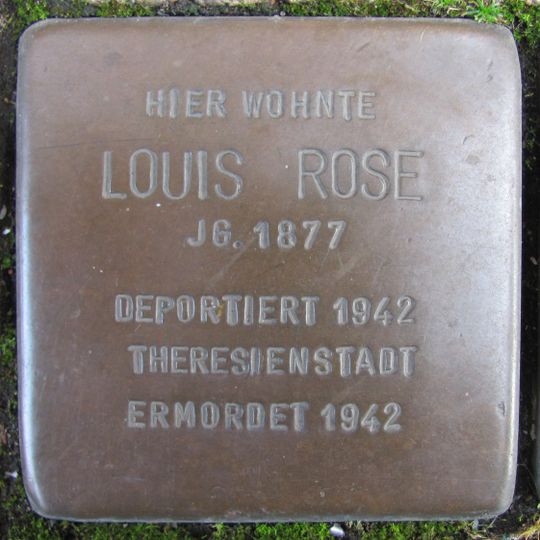 HIER WOHNTE
LOUIS ROSE
JG. 1877
DEPORTIERT 1942
THERESIENSTADT
ERMORDET 1942